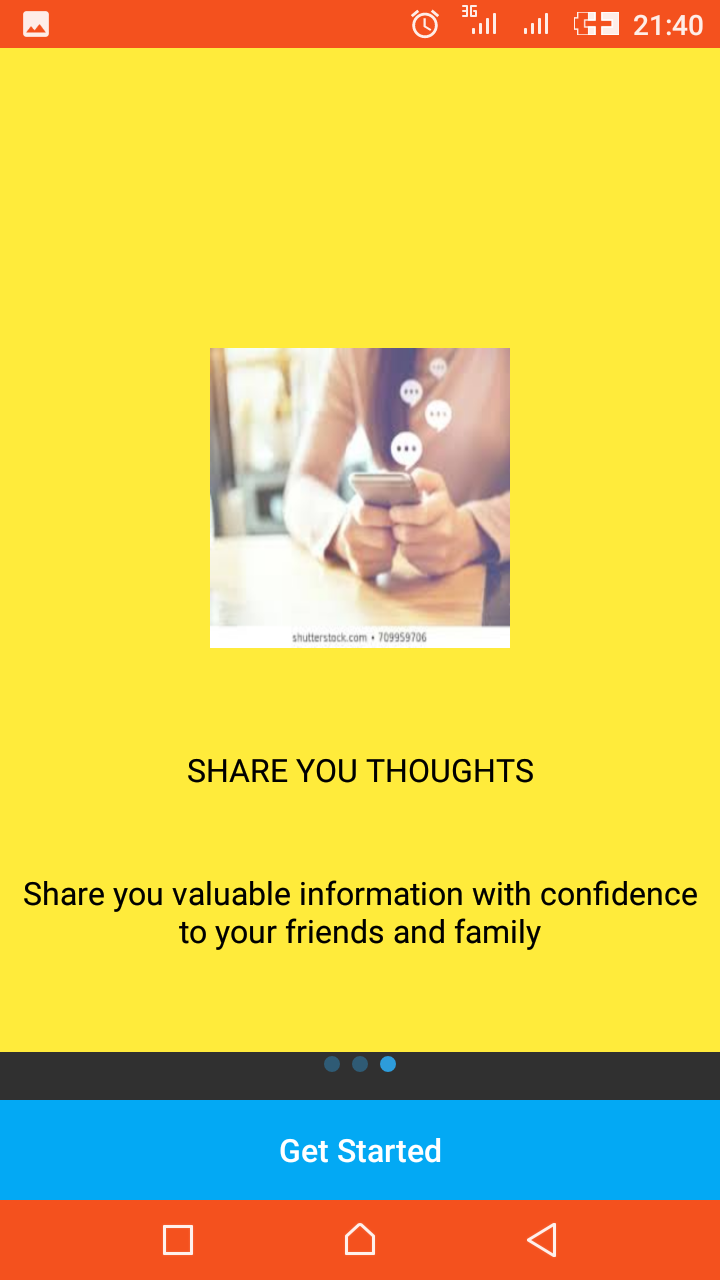 3G
21:40
shutterstock.com • 709959706
SHARE YOU THOUGHTS
Share you valuable information with confidence
to your friends and family
Get Started